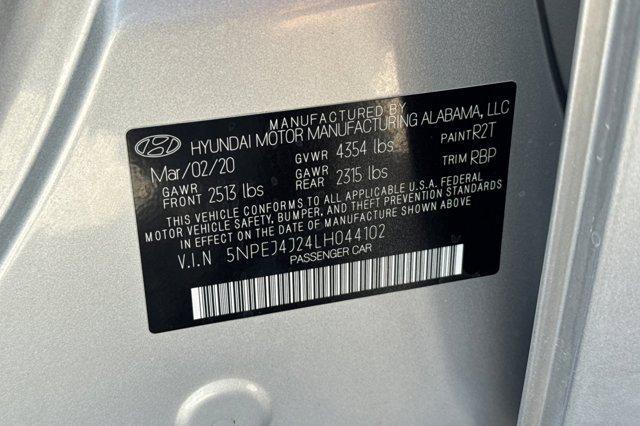 MANUFACTURED BY
HYUNDAI MOTOR MANUFACTURING ALABAMA, LLC
Mar/02/20 GVWR 4354 lbs PAINT R2T
GAWR FRONT 2513 lbs GAWR REAR 2315 lbs TRIM RBP
THIS VEHICLE CONFORMS TO ALL APPLICABLE U.S.A. FEDERAL
MOTOR VEHICLE SAFETY, BUMPER, AND THEFT PREVENTION STANDARDS
IN EFFECT ON THE DATE OF MANUFACTURE SHOWN ABOVE
V.I.N 5NPEJ4J24LH044102
PASSENGER CAR